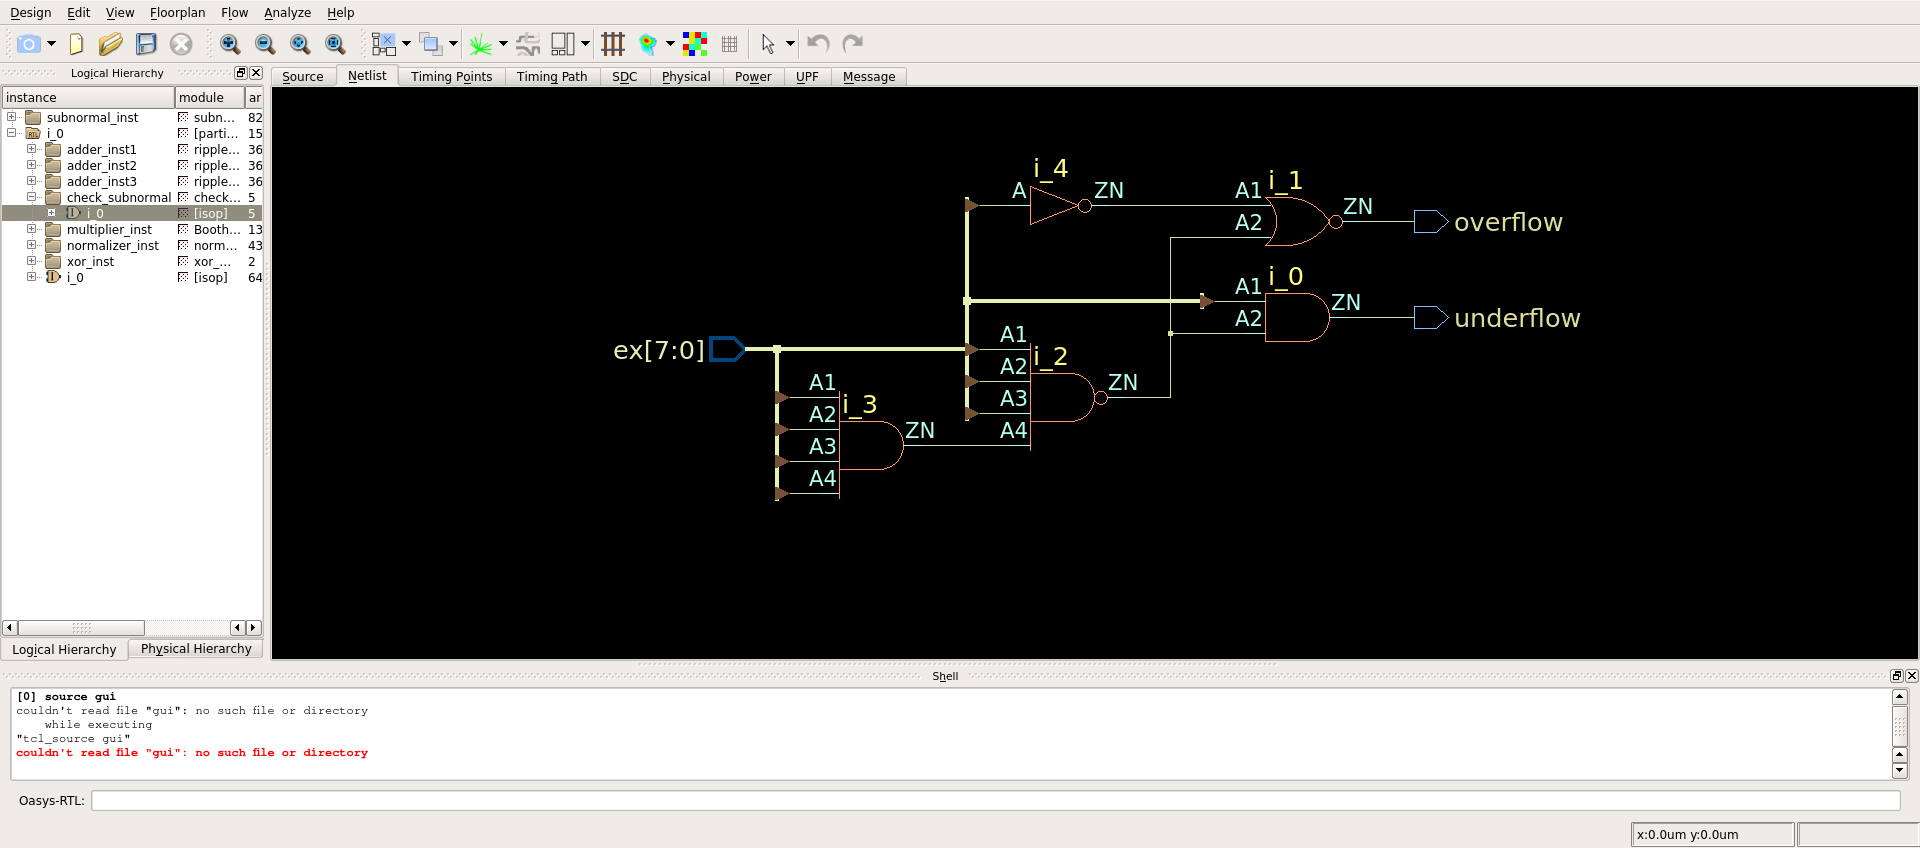 Design Edit View Floorplan Flow Analyze Help
Logical Hierarchy
instance module ar
subnormal_inst subn... 82
i_0 [parti... 15
adder_inst1 ripple... 36
adder_inst2 ripple... 36
adder_inst3 ripple... 36
check_subnormal check... 5
i_0 [isop] 5
multiplier_inst Booth... 13
normalizer_inst norm... 43
xor_inst xor_... 2
i_0 [isop] 64
Logical Hierarchy Physical Hierarchy
Source Netlist Timing Points Timing Path SDC Physical Power UPF Message
i_4
A ZN
i_1
A1
A2
ZN
overflow
i_0
A1
A2
ZN
underflow
ex[7:0]
i_2
A1
A2
A3
A4
ZN
i_3
A1
A2
A3
A4
ZN
Shell
[0] source gui
couldn't read file "gui": no such file or directory
while executing
"tcl_source gui"
couldn't read file "gui": no such file or directory
Oasys-RTL:
x:0.0um y:0.0um